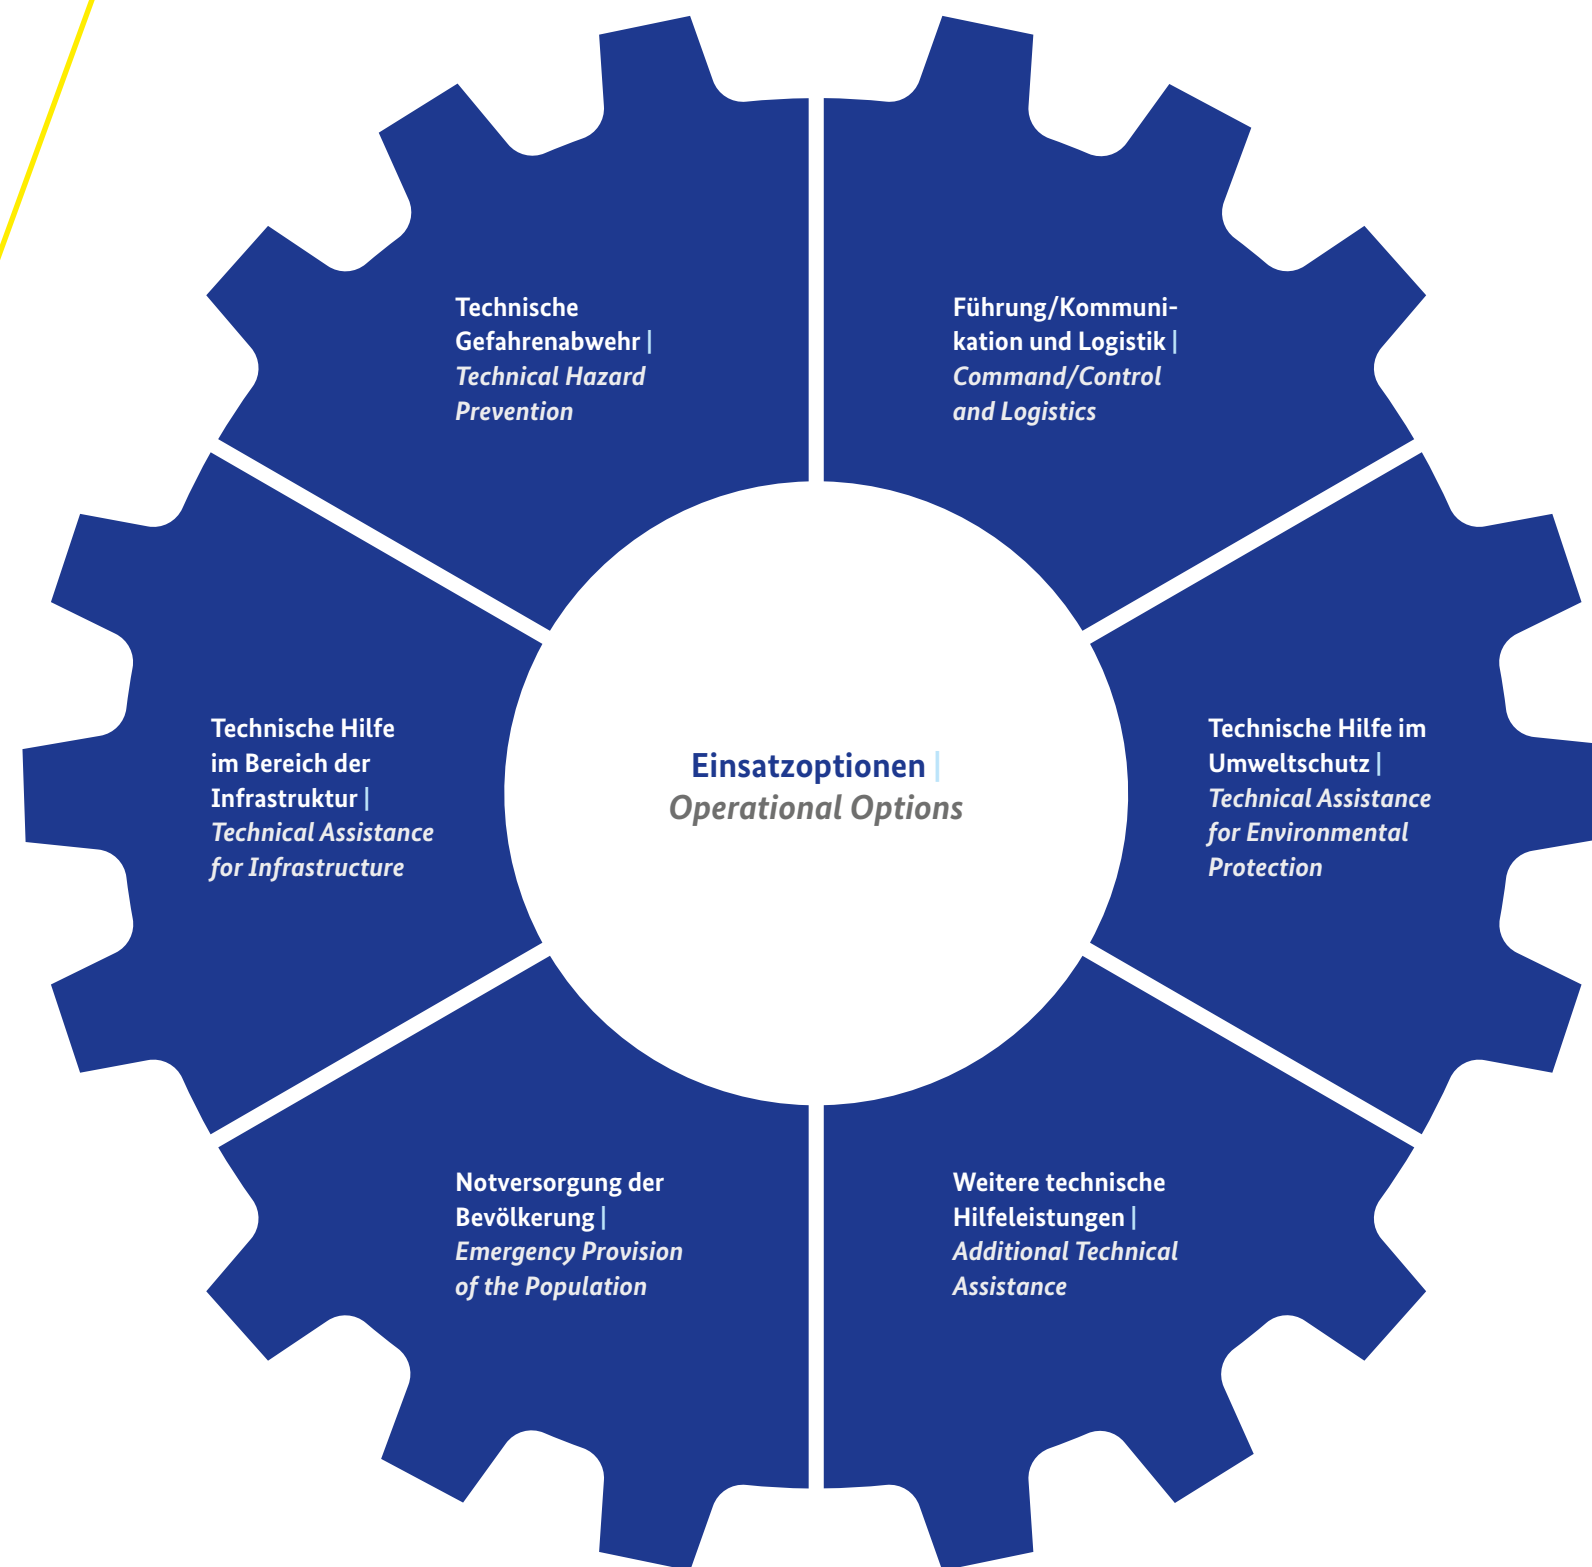 Technische
Gefahrenabwehr |
Technical Hazard
Prevention
Führung/Kommuni-
kation und Logistik |
Command/Control
and Logistics
Technische Hilfe
im Bereich der
Infrastruktur |
Technical Assistance
for Infrastructure
Einsatzoptionen |
Operational Options
Technische Hilfe im
Umweltschutz |
Technical Assistance
for Environmental
Protection
Notversorgung der
Bevölkerung |
Emergency Provision
of the Population
Weitere technische
Hilfeleistungen |
Additional Technical
Assistance